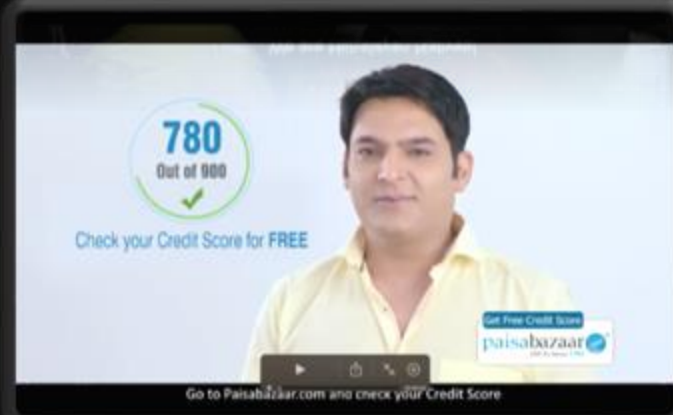 780
Out of 900
Check your Credit Score for FREE
Get Free Credit Score
paisabazaar
Go to Paisabazaar.com and check your Credit Score